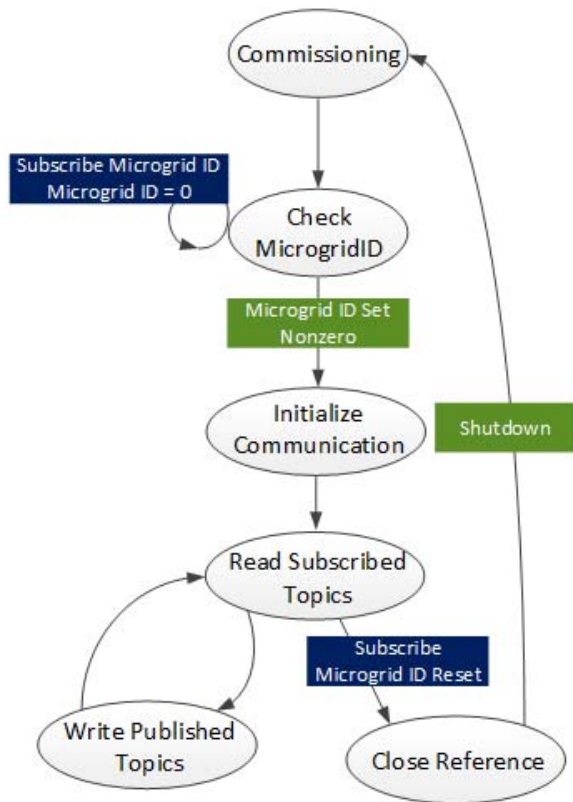 Commissioning
Subscribe Microgrid ID
Microgrid ID = 0
Check
MicrogridID
Microgrid ID Set
Nonzero
Initialize
Communication
Shutdown
Read Subscribed
Topics
Subscribe
Microgrid ID Reset
Write Published
Topics
Close Reference